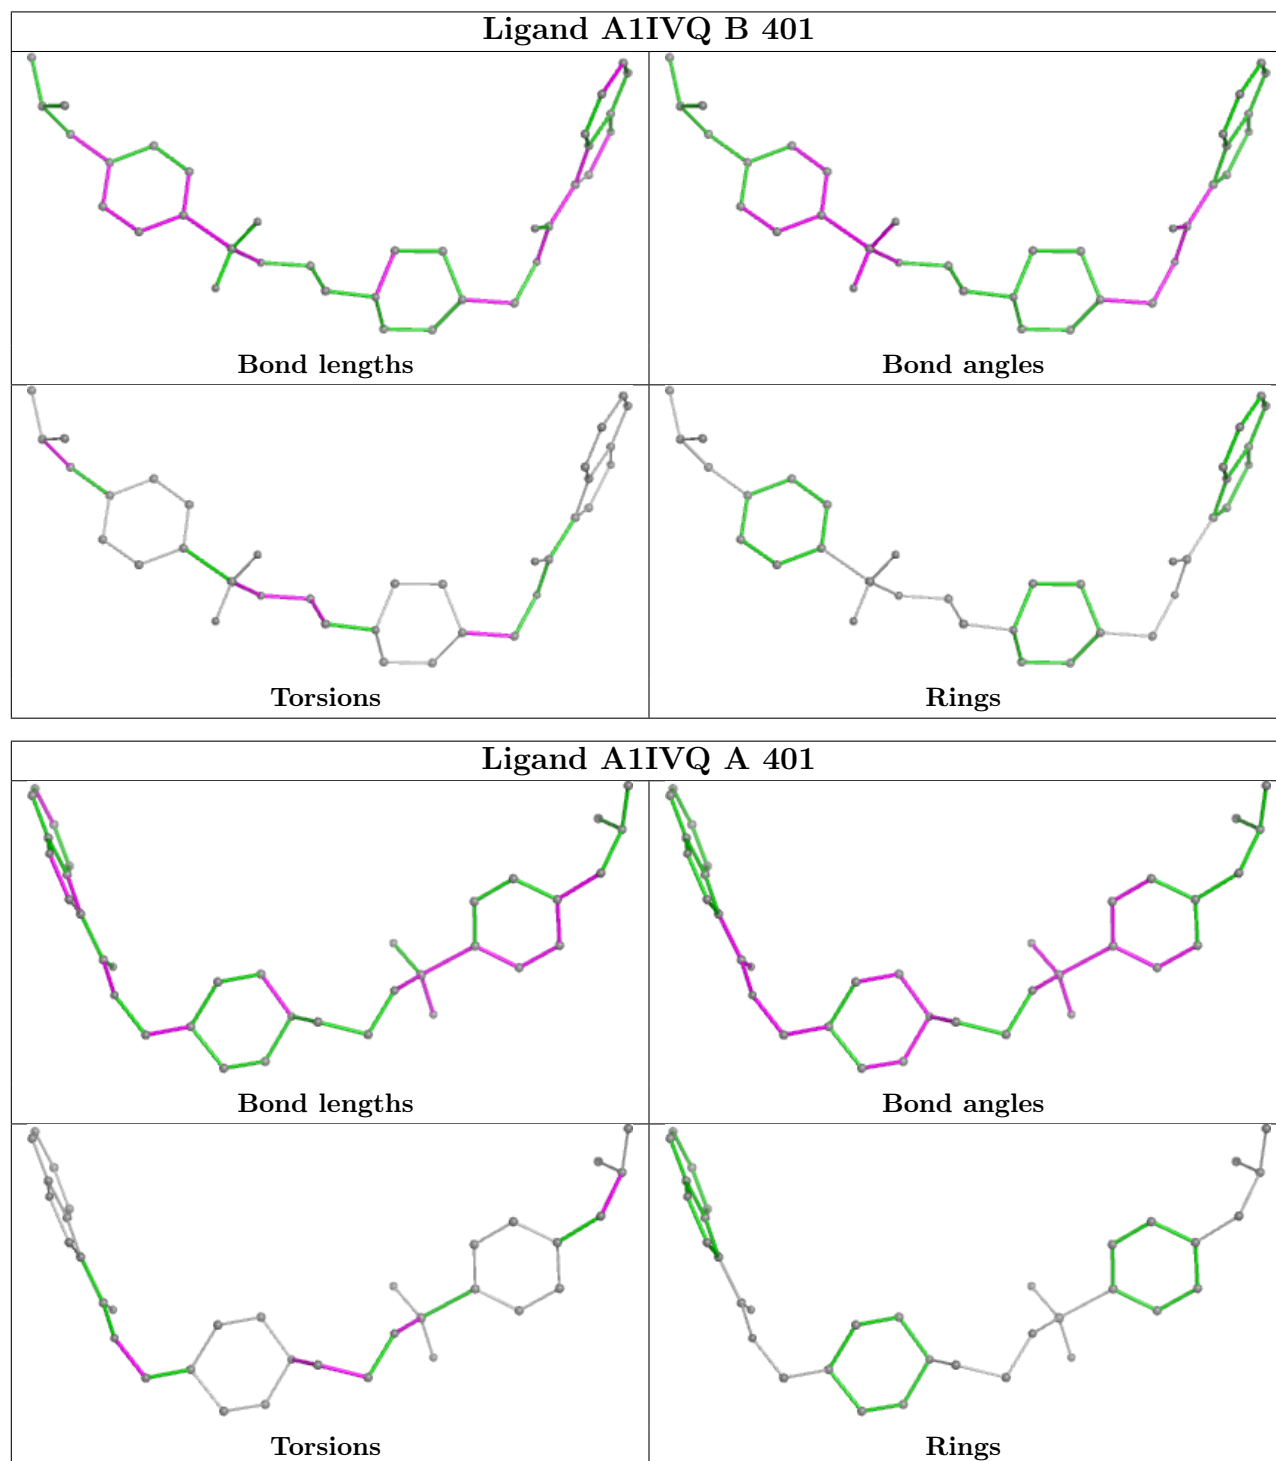 Ligand A1IVQ B 401
Bond lengths
Bond angles
Torsions
Rings
Ligand A1IVQ A 401
Bond lengths
Bond angles
Torsions
Rings